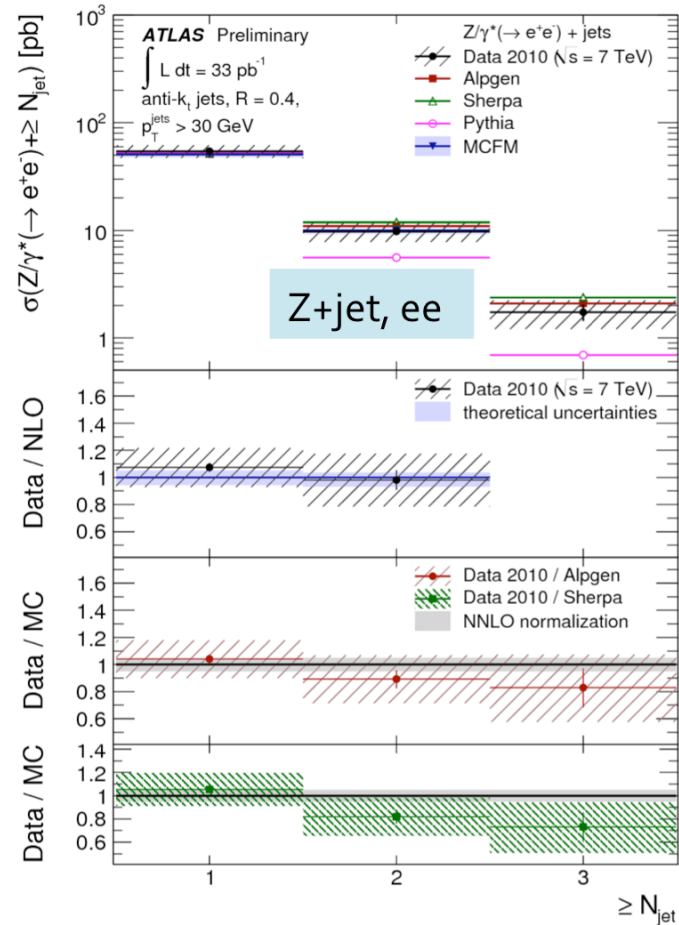 σ(Z/γ*(→ e⁺e⁻)+≥ N_jet) [pb]
10³
10²
10
1
ATLAS Preliminary
∫ L dt = 33 pb⁻¹
anti-k_t jets, R = 0.4,
p_T^jets > 30 GeV
Z/γ*(→ e⁺e⁻) + jets
Data 2010 (√s = 7 TeV)
Alpgen
Sherpa
Pythia
MCFM
Z+jet, ee
Data / NLO
1.6
1.4
1.2
1
0.8
0.6
Data 2010 (√s = 7 TeV)
theoretical uncertainties
Data / MC
1.6
1.4
1.2
1
0.8
0.6
Data 2010 / Alpgen
Data 2010 / Sherpa
NNLO normalization
Data / MC
1.4
1.2
1
0.8
0.6
1 2 3
≥ N_jet